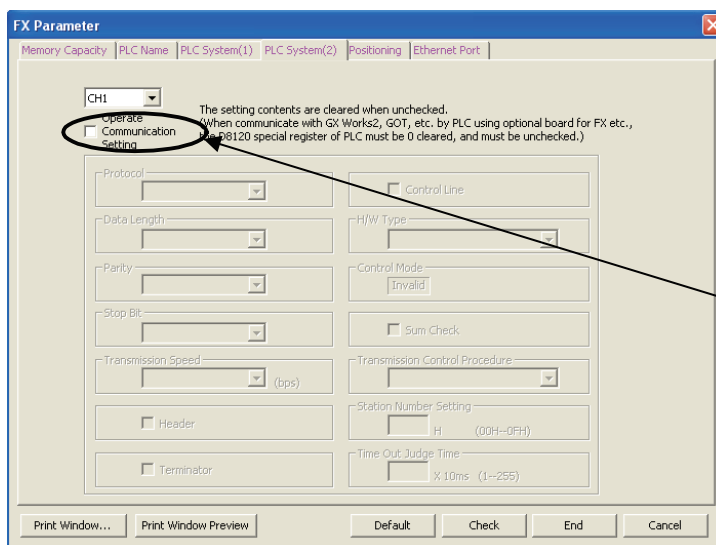 FX Parameter
Memory Capacity PLC Name PLC System(1) PLC System(2) Positioning Ethernet Port
CH1
Operate
Communication
Setting
The setting contents are cleared when unchecked.
(When communicate with GX Works2, GOT, etc. by PLC using optional board for FX etc.,
the D8120 special register of PLC must be 0 cleared, and must be unchecked.)
Protocol
Control Line
Data Length
H/W Type
Parity
Control Mode
Invalid
Stop Bit
Sum Check
Transmission Speed
(bps)
Transmission Control Procedure
Header
Station Number Setting
H (00H--0FH)
Terminator
Time Out Judge Time
X 10ms (1--255)
Print Window... Print Window Preview Default Check End Cancel